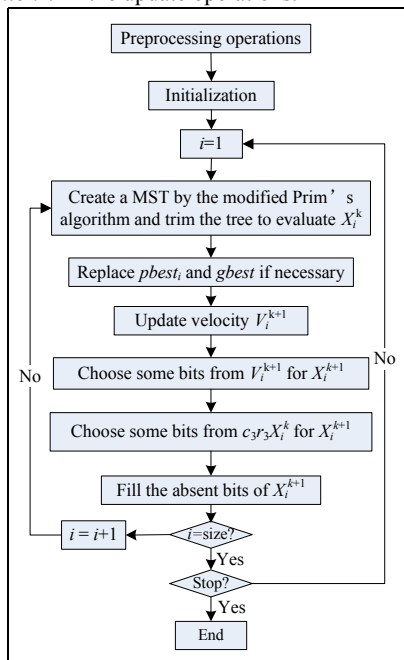 Preprocessing operations
Initialization
i=1
Create a MST by the modified Prim's
algorithm and trim the tree to evaluate X_i^k
Replace pbest_i and gbest if necessary
Update velocity V_i^{k+1}
No
No
Choose some bits from V_i^{k+1} for X_i^{k+1}
Choose some bits from c_3r_3X_i^k for X_i^{k+1}
Fill the absent bits of X_i^{k+1}
i = i+1
i=size?
Yes
Stop?
Yes
End